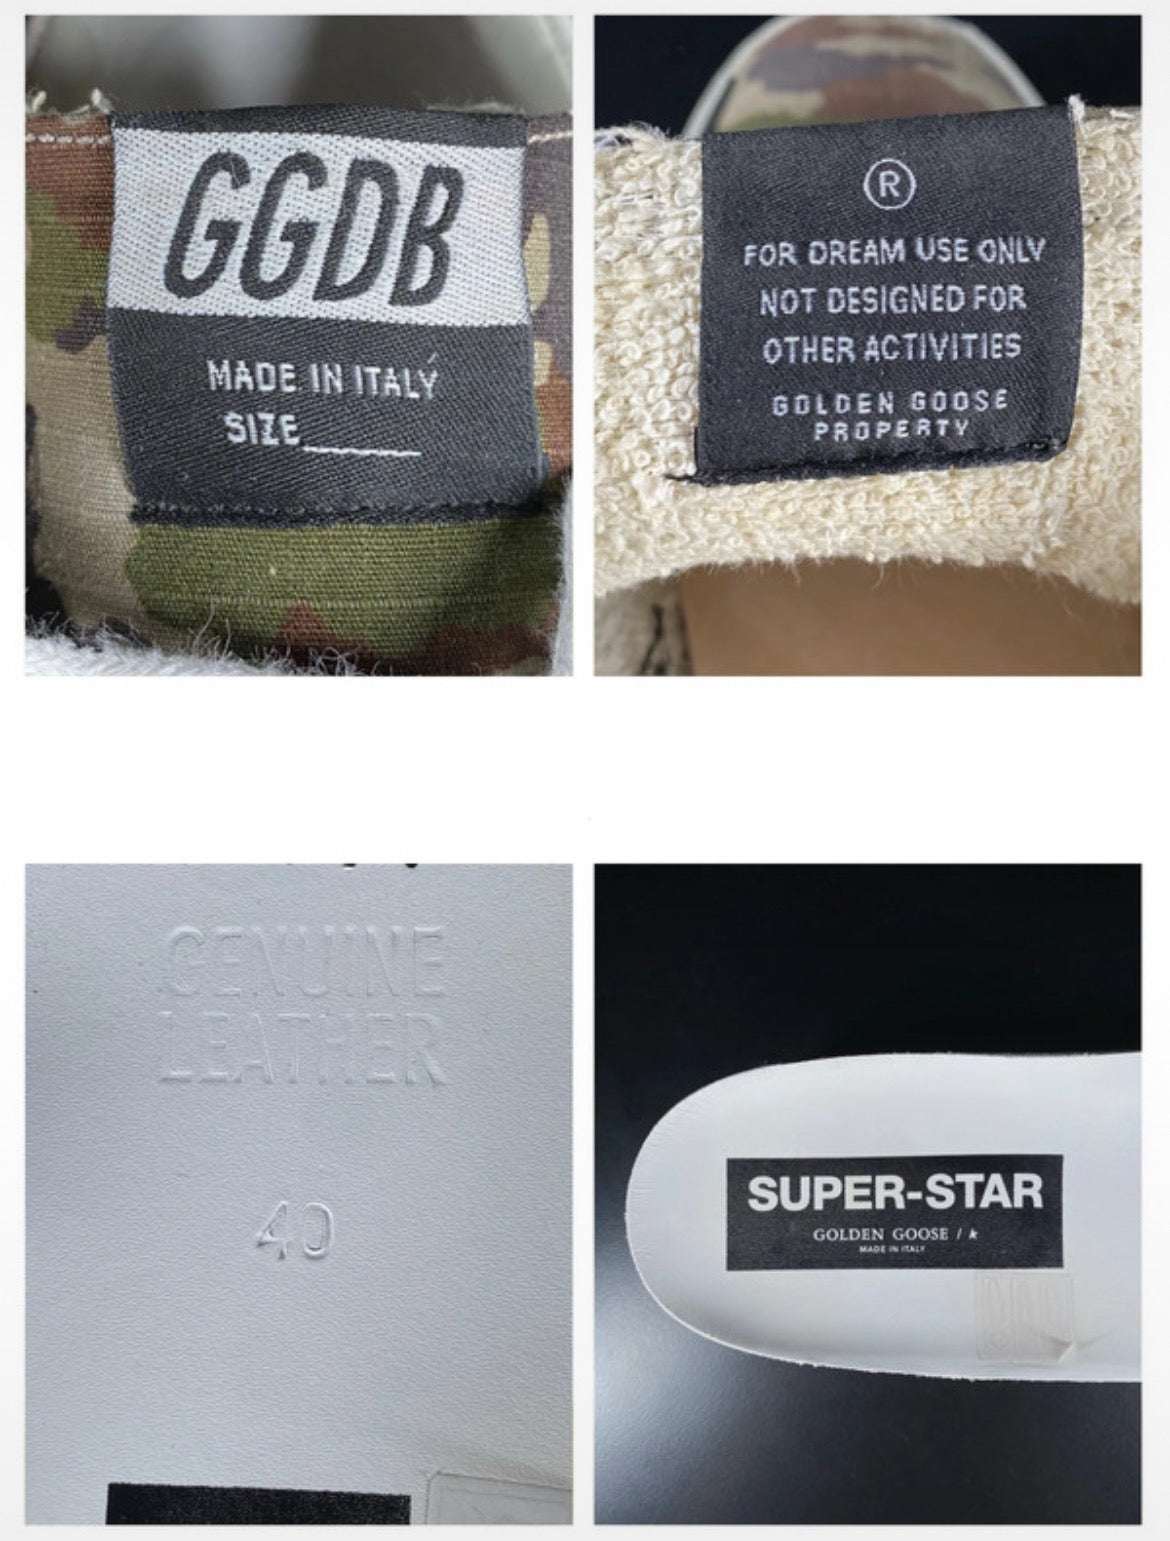 GGDB
MADE IN ITALY
SIZE
®
FOR DREAM USE ONLY
NOT DESIGNED FOR
OTHER ACTIVITIES
GOLDEN GOOSE
PROPERTY
GENUINE
LEATHER
40
SUPER-STAR
GOLDEN GOOSE / k
MADE IN ITALY